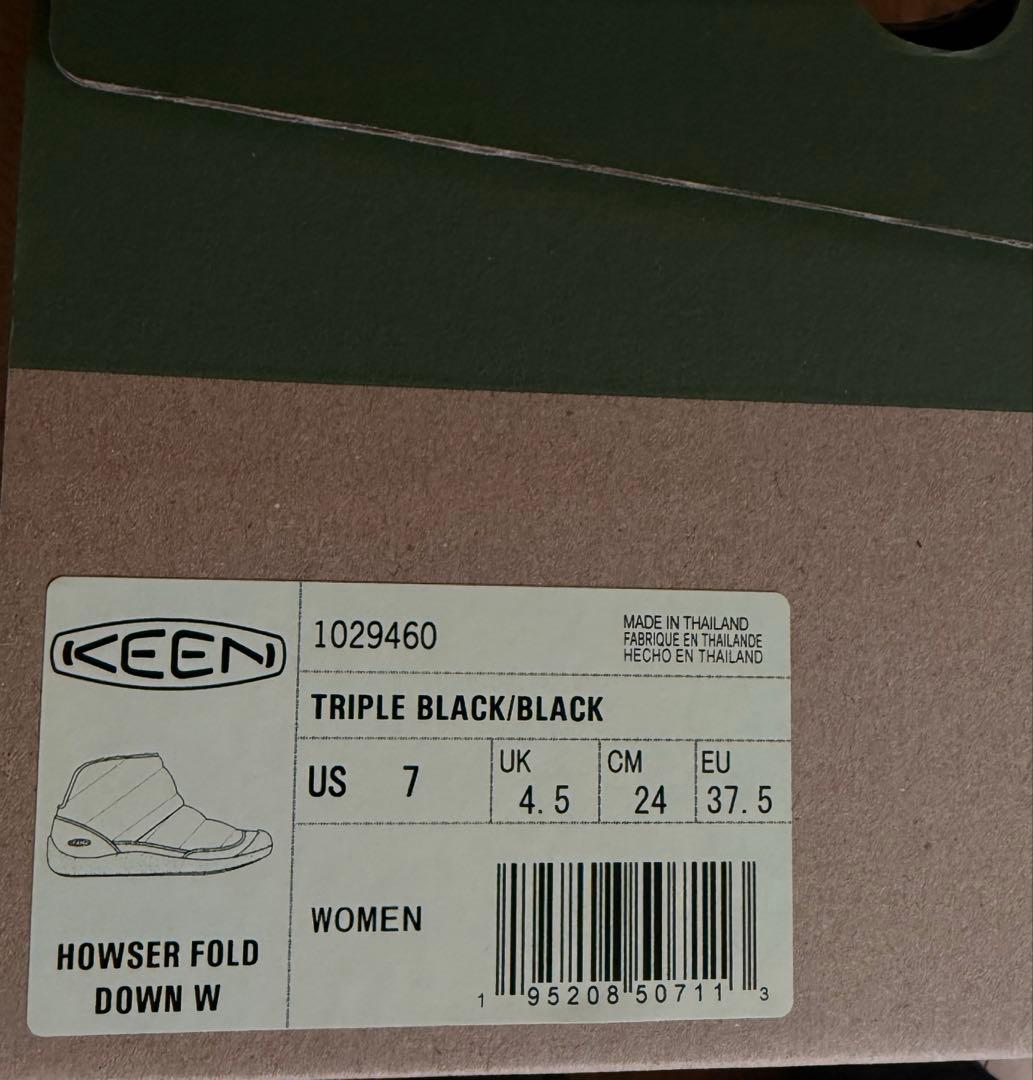 KEEN
1029460
MADE IN THAILAND
FABRIQUE EN THAILANDE
HECHO EN THAILAND
TRIPLE BLACK/BLACK
US 7
UK 4.5
CM 24
EU 37.5
WOMEN
HOWSER FOLD
DOWN W
1 95208 50711 3